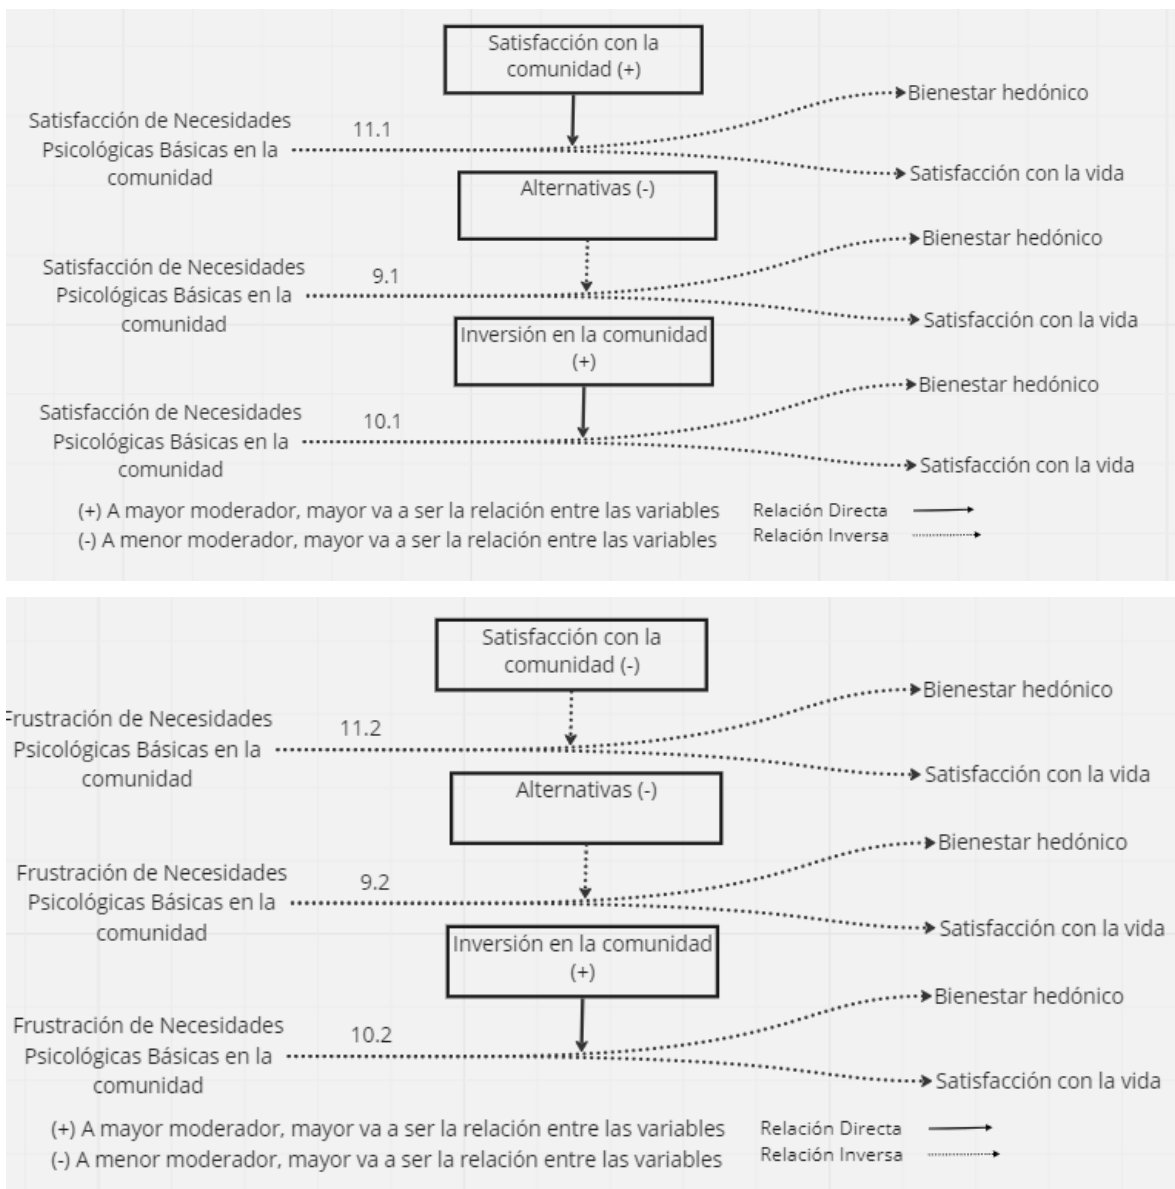 Satisfacción con la
comunidad (+)
Bienestar hedónico
Satisfacción de Necesidades
Psicológicas Básicas en la
comunidad
11.1
Satisfacción con la vida
Alternativas (-)
Bienestar hedónico
Satisfacción de Necesidades
Psicológicas Básicas en la
comunidad
9.1
Satisfacción con la vida
Inversión en la comunidad
(+)
Bienestar hedónico
Satisfacción de Necesidades
Psicológicas Básicas en la
comunidad
10.1
Satisfacción con la vida
(+) A mayor moderador, mayor va a ser la relación entre las variables
(-) A menor moderador, mayor va a ser la relación entre las variables
Relación Directa
Relación Inversa
Satisfacción con la
comunidad (-)
Bienestar hedónico
Frustración de Necesidades
Psicológicas Básicas en la
comunidad
11.2
Satisfacción con la vida
Alternativas (-)
Bienestar hedónico
Frustración de Necesidades
Psicológicas Básicas en la
comunidad
9.2
Satisfacción con la vida
Inversión en la comunidad
(+)
Bienestar hedónico
Frustración de Necesidades
Psicológicas Básicas en la
comunidad
10.2
Satisfacción con la vida
(+) A mayor moderador, mayor va a ser la relación entre las variables
(-) A menor moderador, mayor va a ser la relación entre las variables
Relación Directa
Relación Inversa